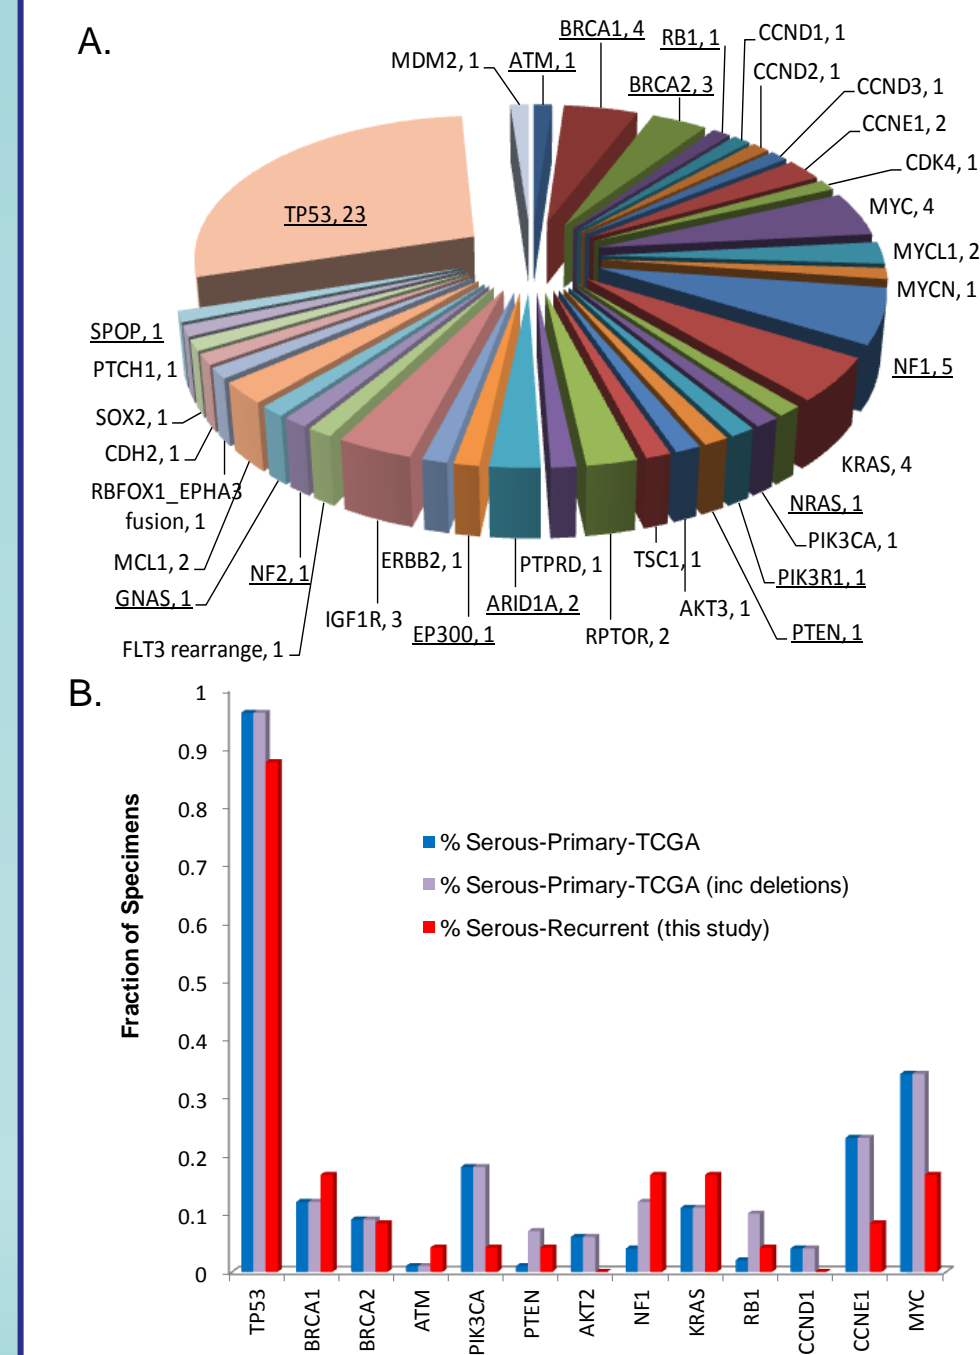 A.
MDM2, 1
ATM, 1
BRCA1, 4
RB1, 1
BRCA2, 3
CCND1, 1
CCND2, 1
CCND3, 1
CCNE1, 2
CDK4, 1
MYC, 4
MYCL1, 2
MYCN, 1
NF1, 5
KRAS, 4
NRAS, 1
PIK3CA, 1
PIK3R1, 1
PTEN, 1
AKT3, 1
TSC1, 1
RPTOR, 2
PTPRD, 1
ARID1A, 2
EP300, 1
ERBB2, 1
IGF1R, 3
FLT3 rearrange, 1
NF2, 1
GNAS, 1
MCL1, 2
RBFOX1_EPHA3
fusion, 1
CDH2, 1
SOX2, 1
PTCH1, 1
SPOP, 1
TP53, 23
B.
Fraction of Specimens
1
0.9
0.8
0.7
0.6
0.5
0.4
0.3
0.2
0.1
0
% Serous-Primary-TCGA
% Serous-Primary-TCGA (inc deletions)
% Serous-Recurrent (this study)
TP53
BRCA1
BRCA2
ATM
PIK3CA
PTEN
AKT2
NF1
KRAS
RB1
CCND1
CCNE1
MYC